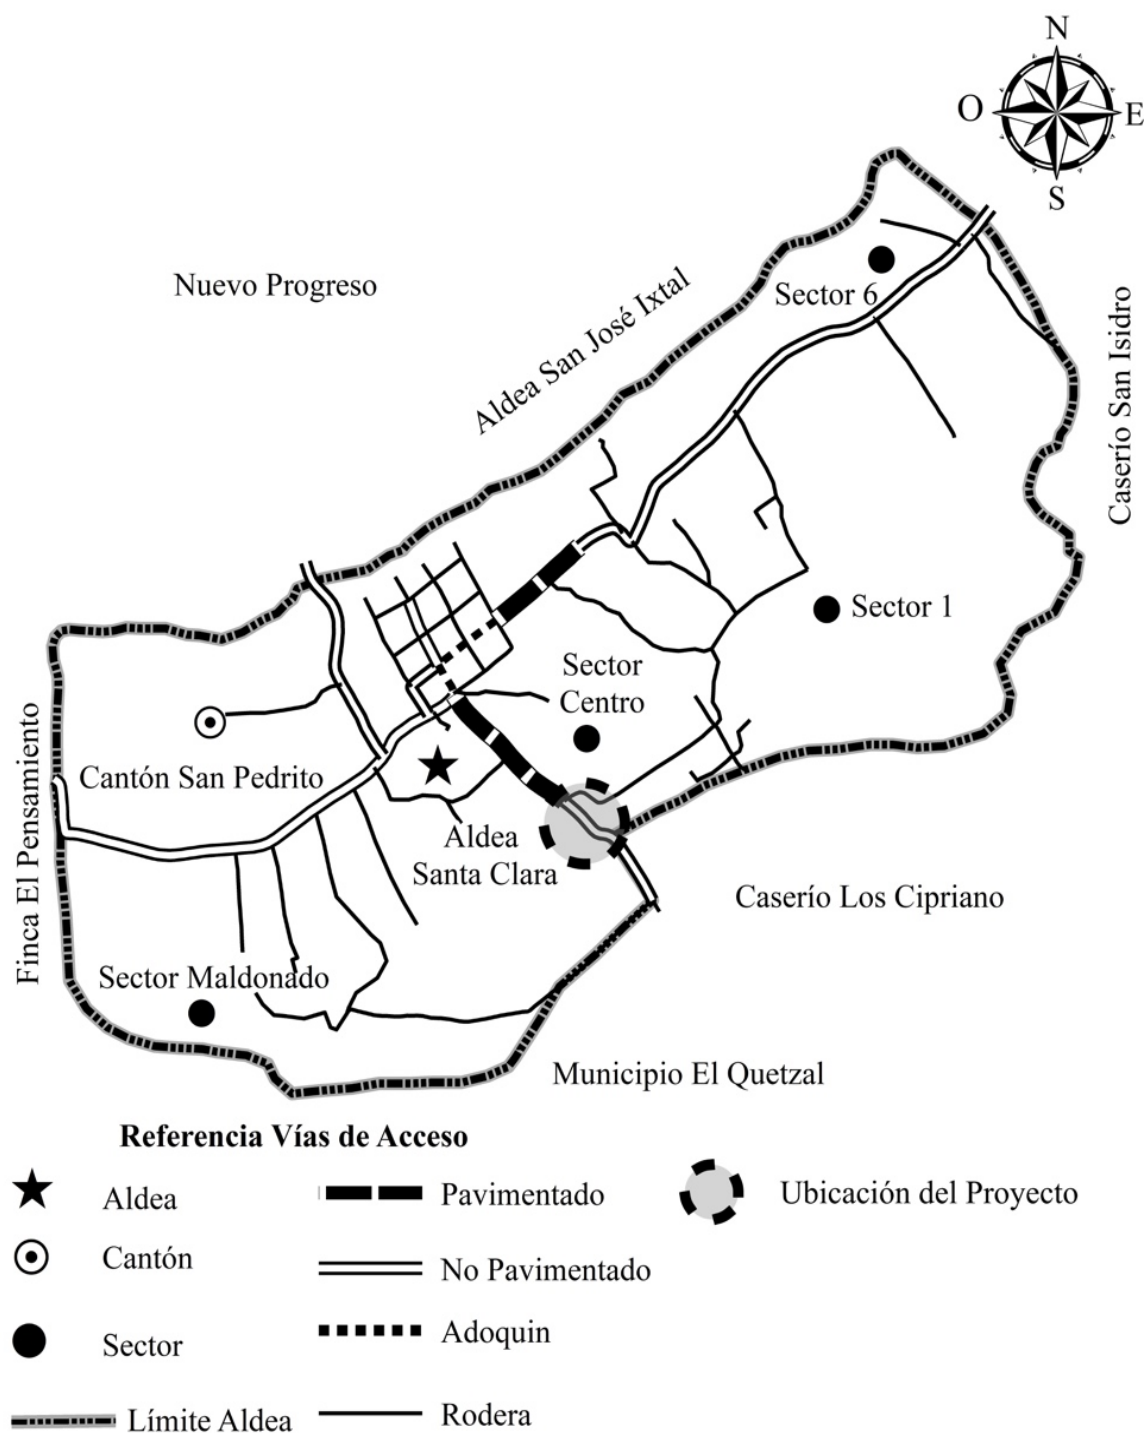 N
O
E
S
Nuevo Progreso
Aldea San José Ixtal
Sector 6
Caserío San Isidro
Sector 1
Sector
Centro
Finca El Pensamiento
Cantón San Pedrito
Aldea
Santa Clara
Caserío Los Cipriano
Sector Maldonado
Municipio El Quetzal
Referencia Vías de Acceso
Aldea
Pavimentado
Ubicación del Proyecto
Cantón
No Pavimentado
Sector
Adoquin
Límite Aldea
Rodera